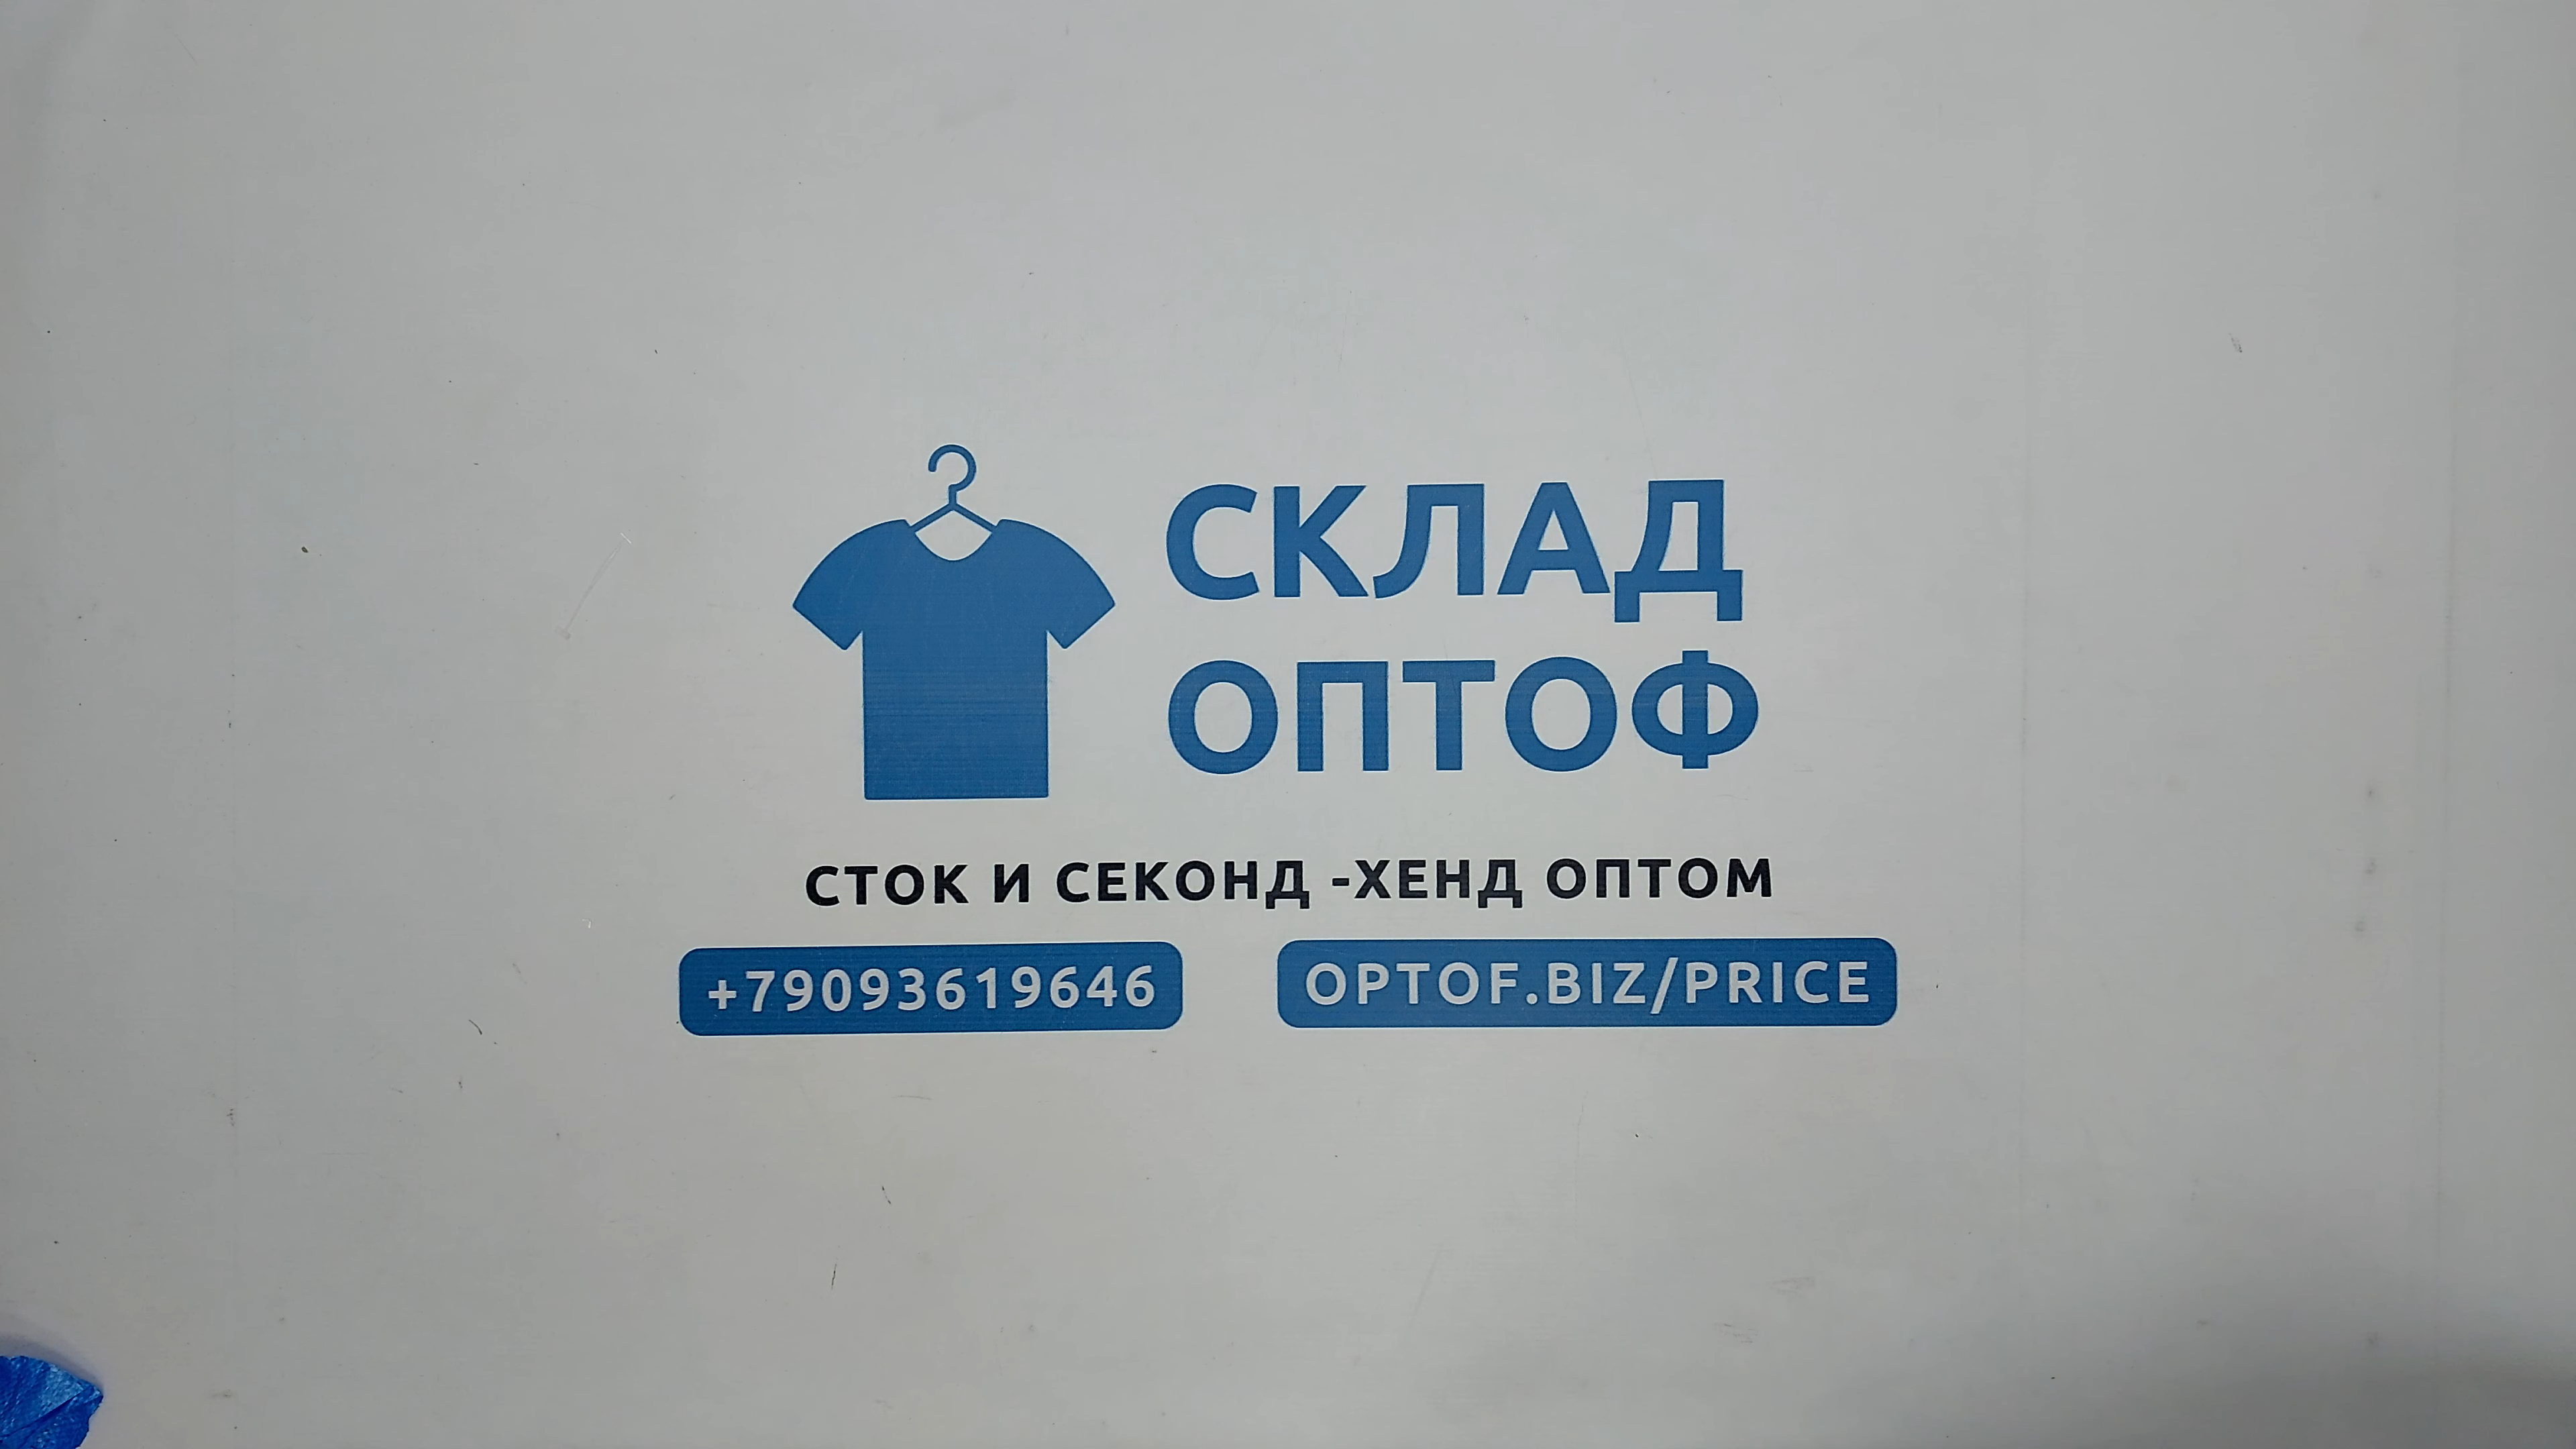 СКЛАД
ОПТОФ
СТОК И СЕКОНД -ХЕНД ОПТОМ
+79093619646
OPTOF.BIZ/PRICE